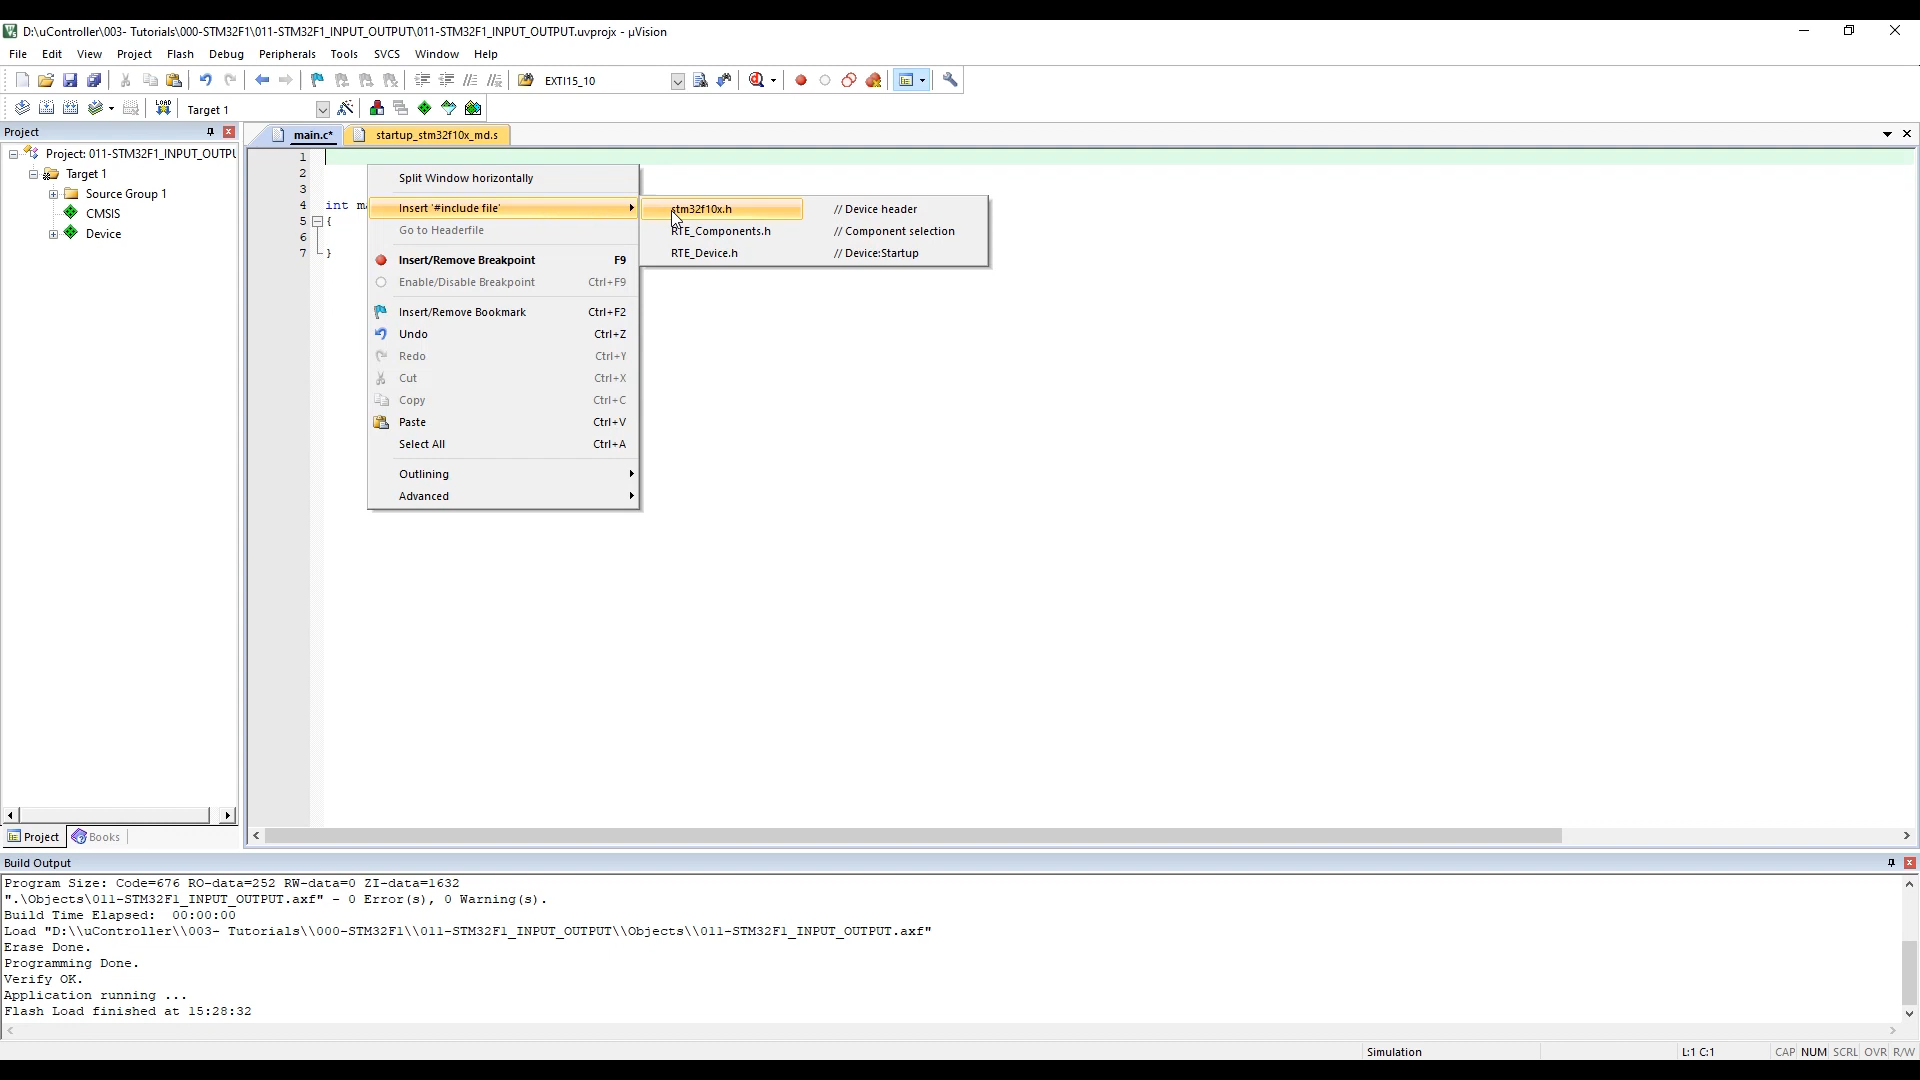 D:\uController\003- Tutorials\000-STM32F1\011-STM32F1_INPUT_OUTPUT\011-STM32F1_INPUT_OUTPUT.uvprojx - µVision
File Edit View Project Flash Debug Peripherals Tools SVCS Window Help
EXTI15_10
LOAD Target 1
Project
main.c* startup_stm32f10x_md.s
Project: 011-STM32F1_INPUT_OUTPU
Target 1
Source Group 1
CMSIS
Device
1
2
3
4 int m
5 {
6
7 }
Split Window horizontally
Insert '#include file'
Go to Headerfile
Insert/Remove Breakpoint F9
Enable/Disable Breakpoint Ctrl+F9
Insert/Remove Bookmark Ctrl+F2
Undo Ctrl+Z
Redo Ctrl+Y
Cut Ctrl+X
Copy Ctrl+C
Paste Ctrl+V
Select All Ctrl+A
Outlining
Advanced
stm32f10x.h // Device header
RTE_Components.h // Component selection
RTE_Device.h // Device:Startup
Project Books
Build Output
Program Size: Code=676 RO-data=252 RW-data=0 ZI-data=1632
".\Objects\011-STM32F1_INPUT_OUTPUT.axf" - 0 Error(s), 0 Warning(s).
Build Time Elapsed: 00:00:00
Load "D:\\uController\\003- Tutorials\\000-STM32F1\\011-STM32F1_INPUT_OUTPUT\\Objects\\011-STM32F1_INPUT_OUTPUT.axf"
Erase Done.
Programming Done.
Verify OK.
Application running ...
Flash Load finished at 15:28:32
Simulation L:1 C:1 CAP NUM SCRL OVR R/W